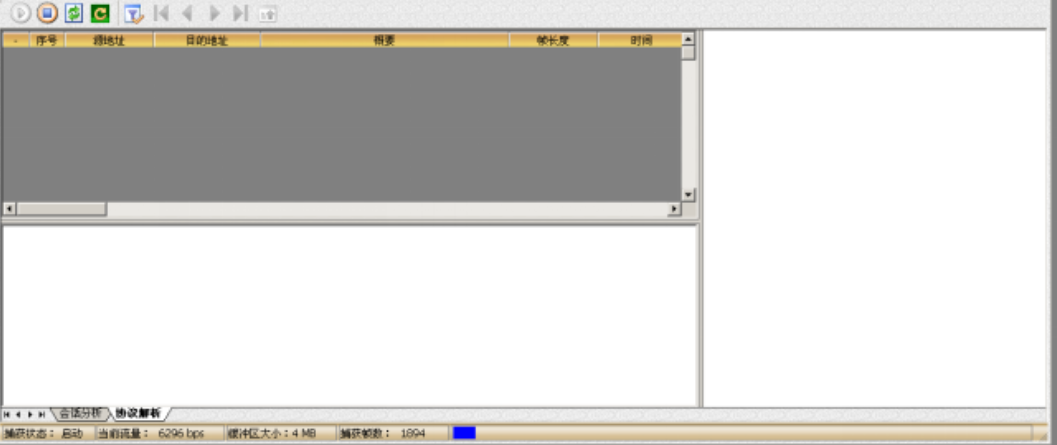 - 序号 源地址 目的地址 概要 帧长度 时间
会话分析 协议解析
捕获状态： 启动 当前流量： 6296 bps 缓冲区大小：4 MB 捕获帧数： 1894